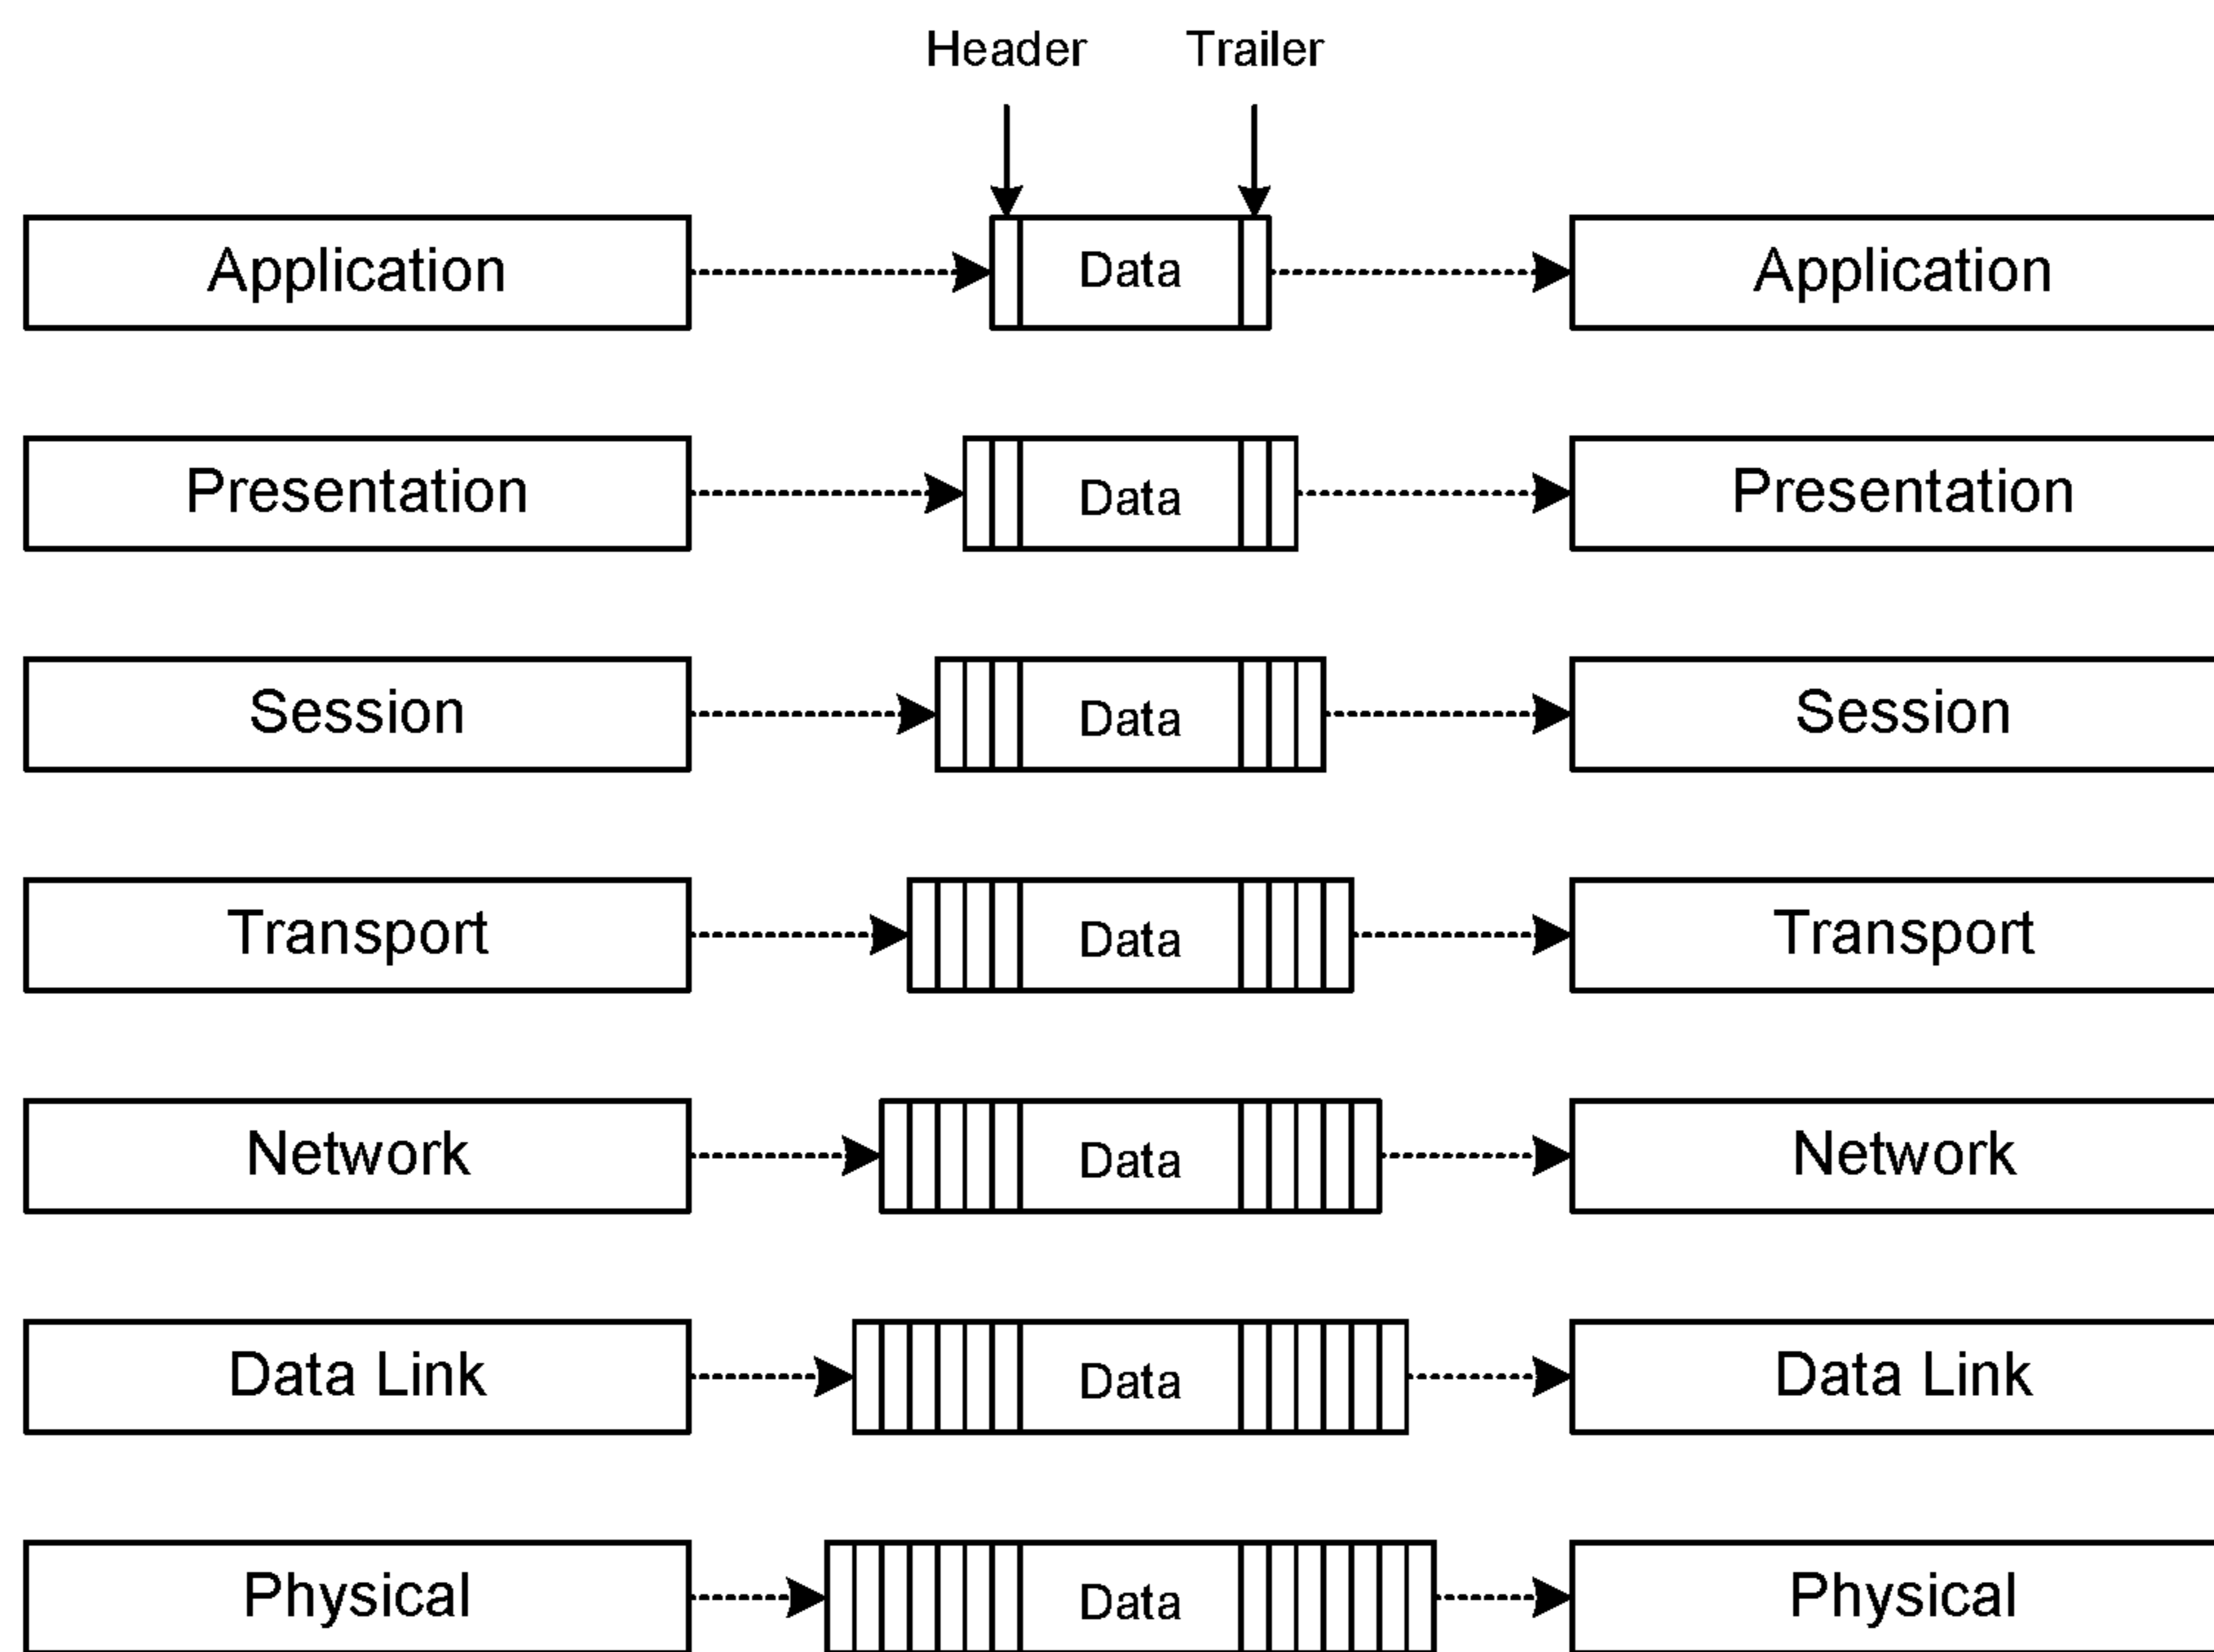 Header Trailer
Application Data Application
Presentation Data Presentation
Session Data Session
Transport Data Transport
Network Data Network
Data Link Data Data Link
Physical Data Physical